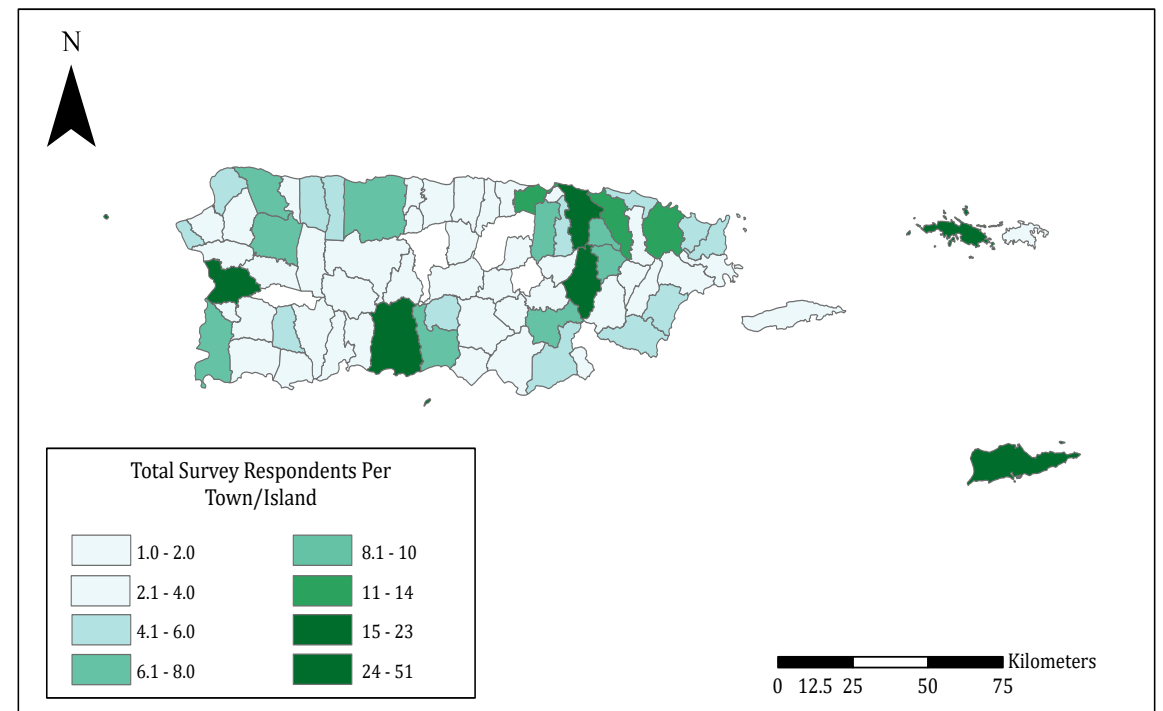 N
Total Survey Respondents Per
Town/Island
1.0 - 2.0
2.1 - 4.0
4.1 - 6.0
6.1 - 8.0
8.1 - 10
11 - 14
15 - 23
24 - 51
Kilometers
0 12.5 25 50 75